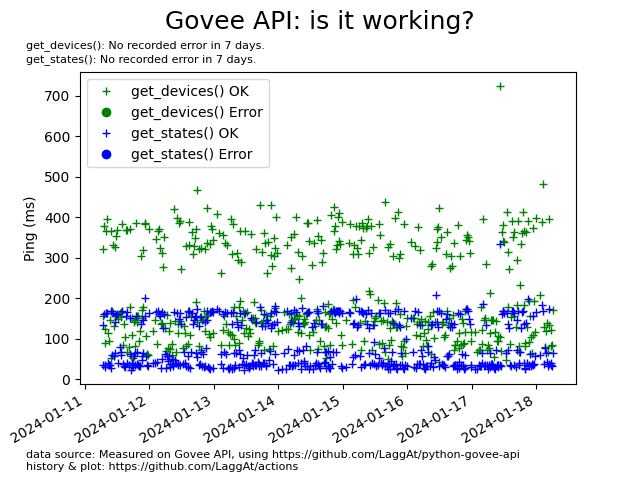 Govee API: is it working?
get_devices(): No recorded error in 7 days.
get_states(): No recorded error in 7 days.
get_devices() OK
get_devices() Error
get_states() OK
get_states() Error
Ping (ms)
700
600
500
400
300
200
100
0
2024-01-11
2024-01-12
2024-01-13
2024-01-14
2024-01-15
2024-01-16
2024-01-17
2024-01-18
data source: Measured on Govee API, using https://github.com/LaggAt/python-govee-api
history & plot: https://github.com/LaggAt/actions